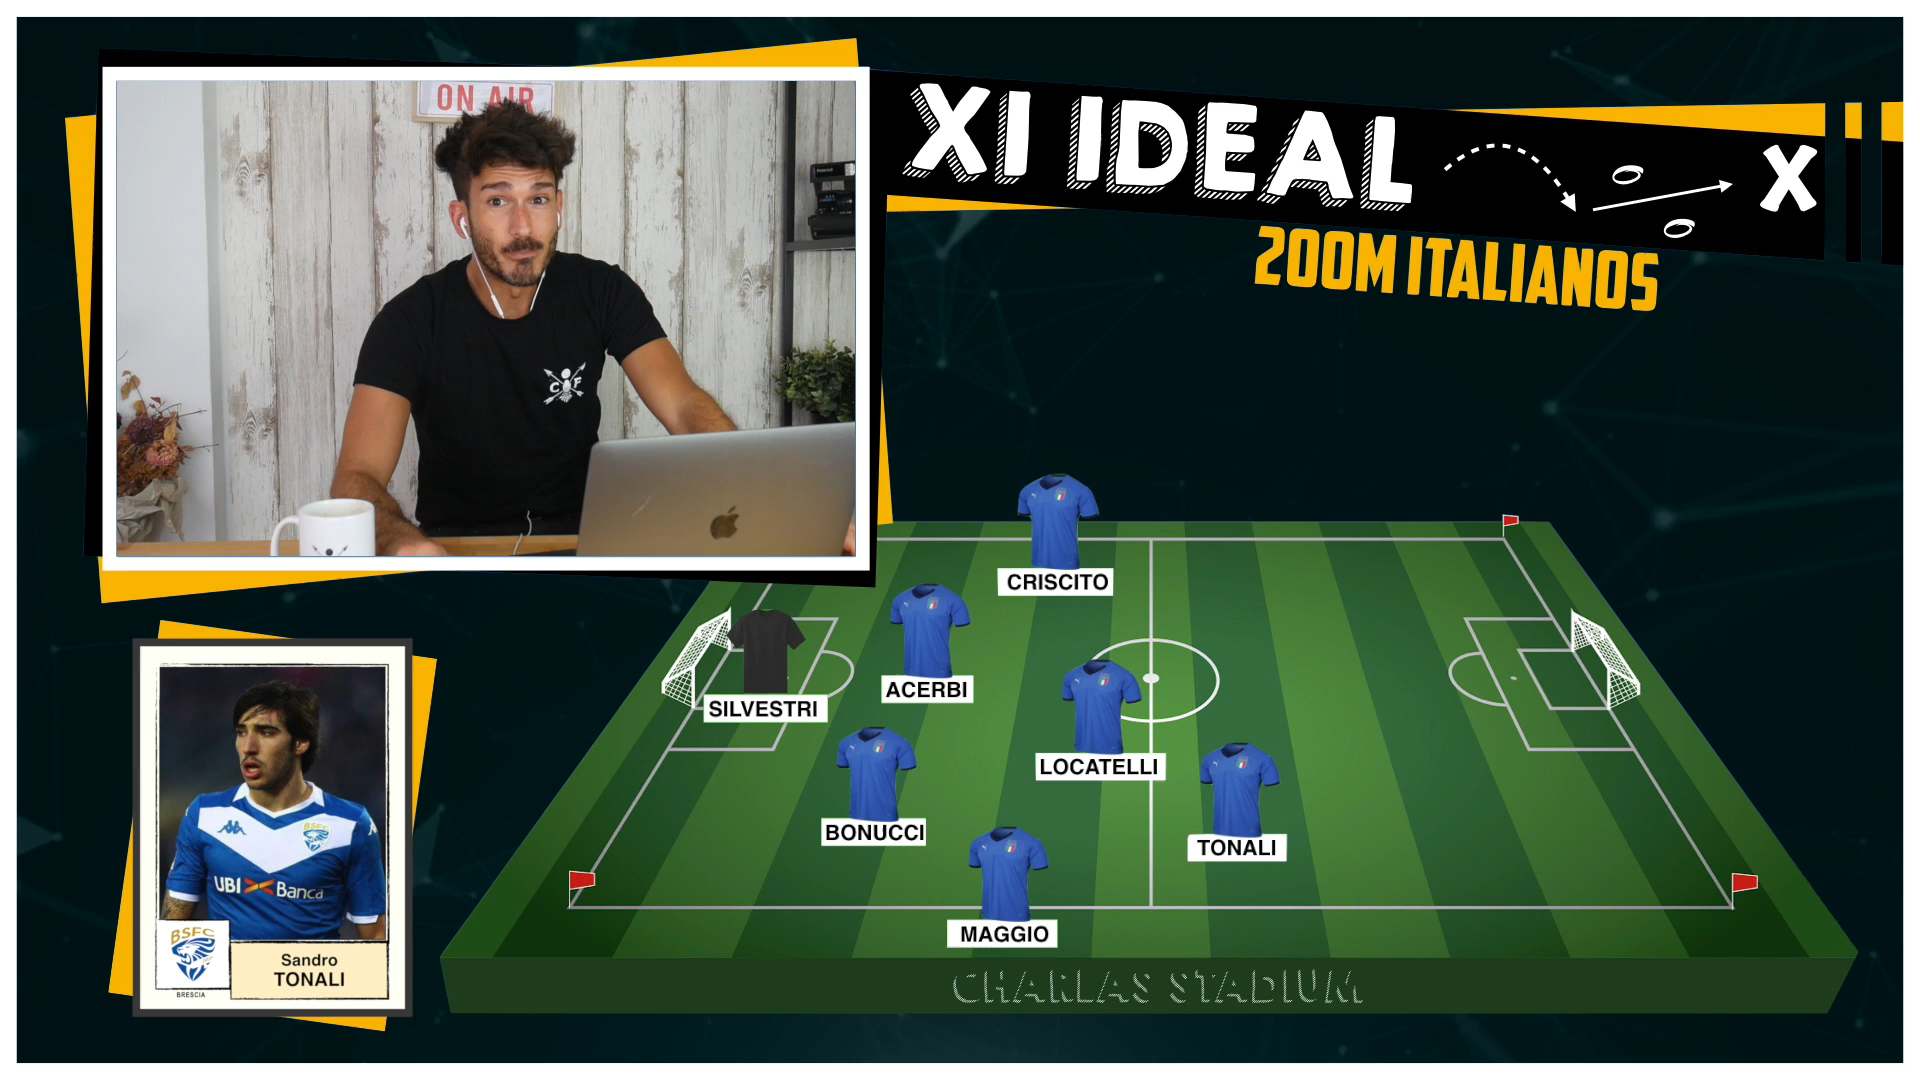 ON AIR
XI IDEAL X
200M ITALIANOS
C F
CRISCITO
ACERBI
SILVESTRI
LOCATELLI
BONUCCI
TONALI
MAGGIO
CHARLAS STADIUM
UBI Banca
BSFC
BSFC
BRESCIA
Sandro
TONALI